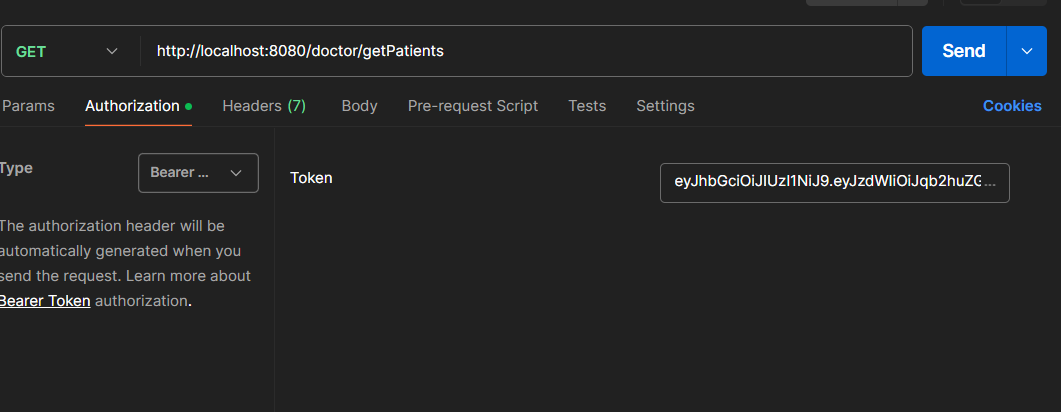 GET http://localhost:8080/doctor/getPatients Send
Params Authorization Headers (7) Body Pre-request Script Tests Settings Cookies
Type Bearer ... Token eyJhbGciOiJIUzI1NiJ9.eyJzdWIiOiJqb2huZG...
The authorization header will be
automatically generated when you
send the request. Learn more about
Bearer Token authorization.